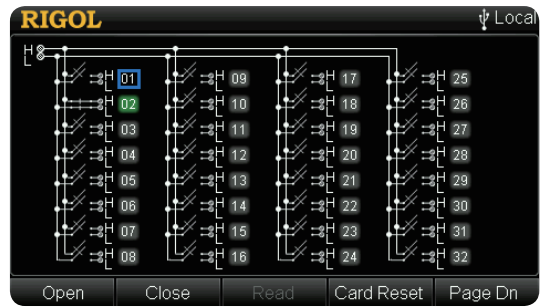 RIGOL Local
H
L
H 01 H 09 H 17 H 25
L L L L
H 02 H 10 H 18 H 26
L L L L
H 03 H 11 H 19 H 27
L L L L
H 04 H 12 H 20 H 28
L L L L
H 05 H 13 H 21 H 29
L L L L
H 06 H 14 H 22 H 30
L L L L
H 07 H 15 H 23 H 31
L L L L
H 08 H 16 H 24 H 32
L L L L
Open Close Read Card Reset Page Dn